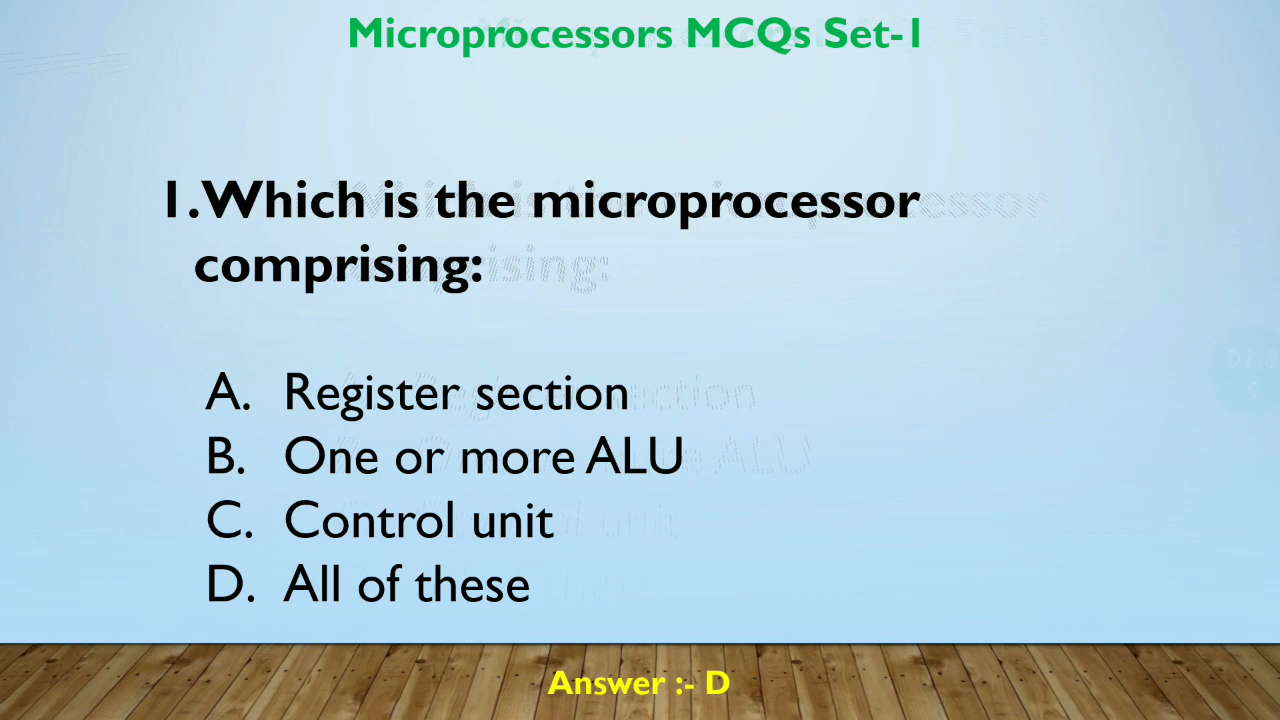 Microprocessors MCQs Set-1
1. Which is the microprocessor
comprising:
A. Register section
B. One or more ALU
C. Control unit
D. All of these
Answer :- D